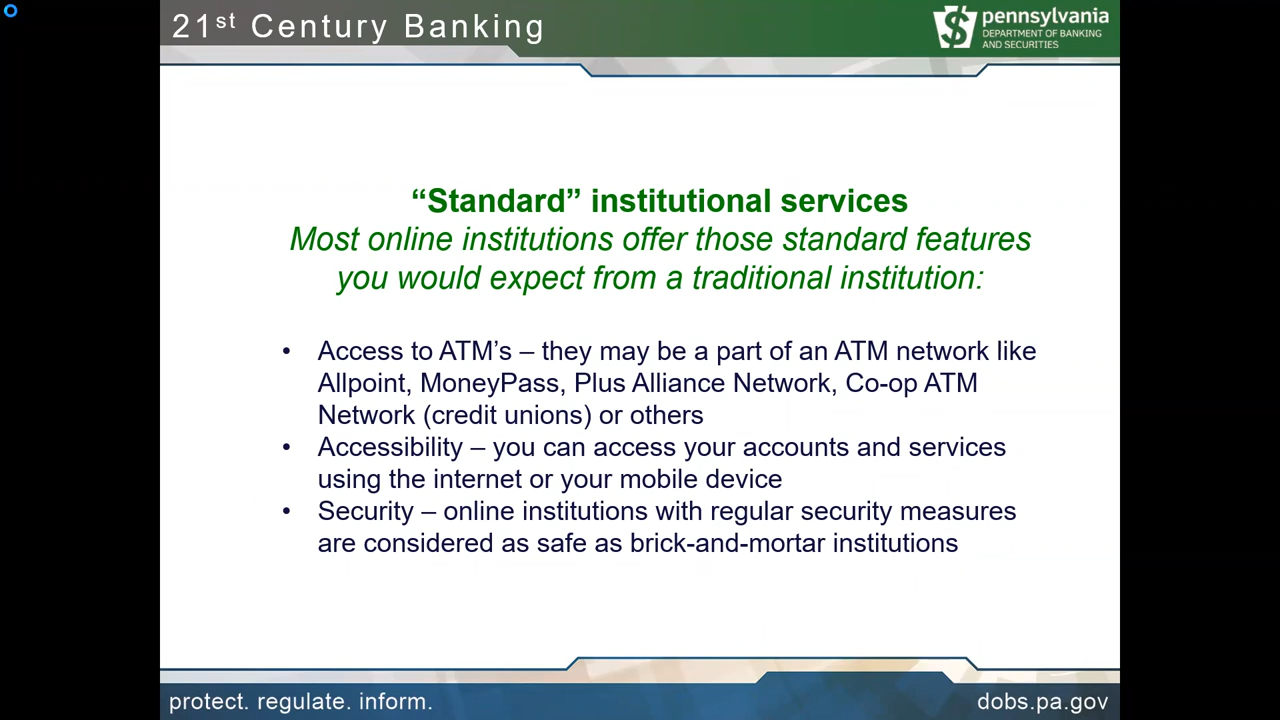 21st Century Banking
pennsylvania
DEPARTMENT OF BANKING
AND SECURITIES
“Standard” institutional services
Most online institutions offer those standard features
you would expect from a traditional institution:
• Access to ATM’s – they may be a part of an ATM network like
Allpoint, MoneyPass, Plus Alliance Network, Co-op ATM
Network (credit unions) or others
• Accessibility – you can access your accounts and services
using the internet or your mobile device
• Security – online institutions with regular security measures
are considered as safe as brick-and-mortar institutions
protect. regulate. inform.
dobs.pa.gov